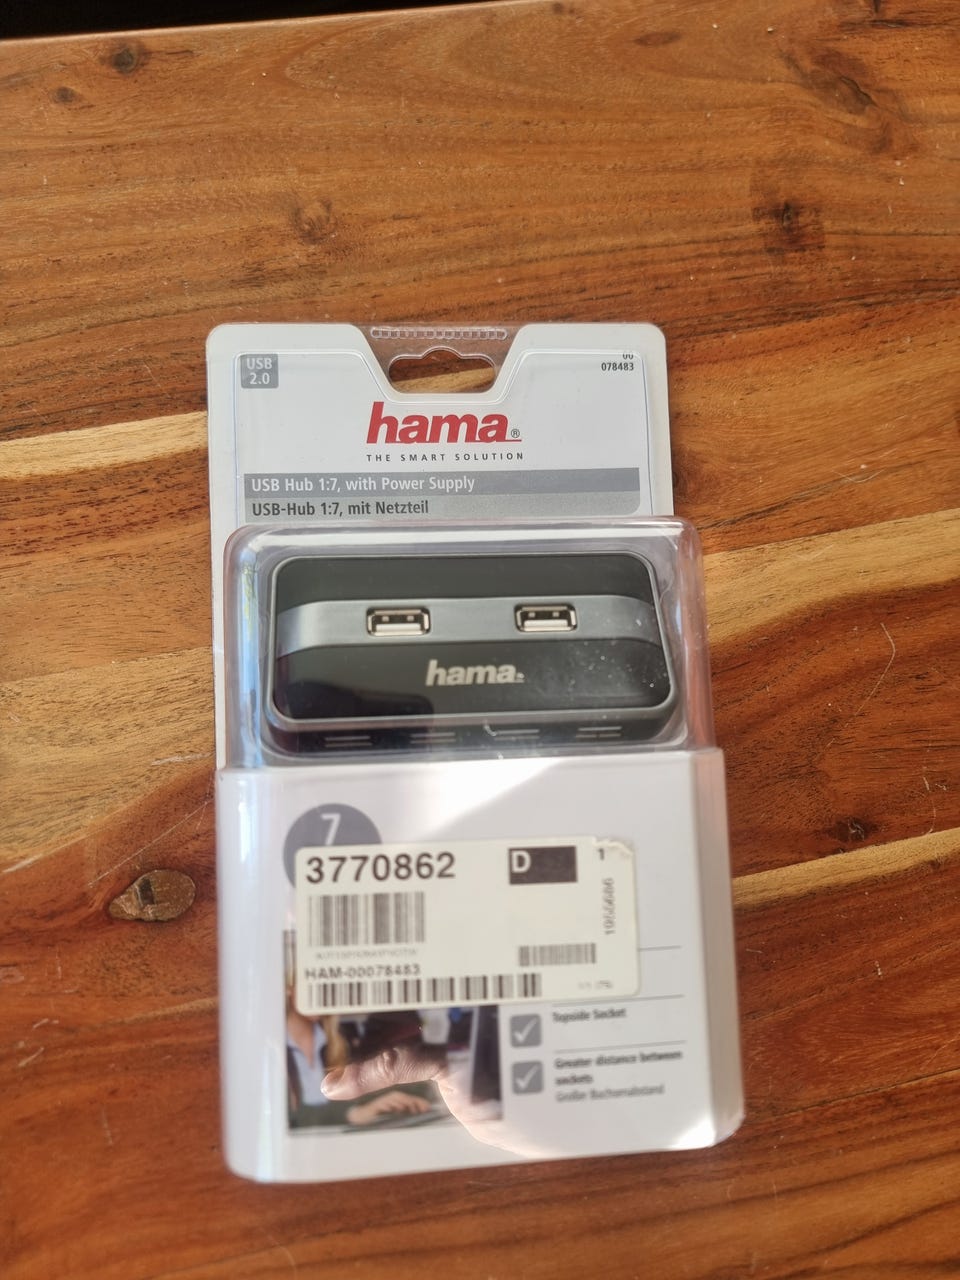 USB
2.0
00
078483
hama®
THE SMART SOLUTION
USB Hub 1:7, with Power Supply
USB-Hub 1:7, mit Netzteil
hama
7
3770862
D
1
HAM-00078483
Topside Socket
Greater distance between
sockets
Großer Buchsenabstand